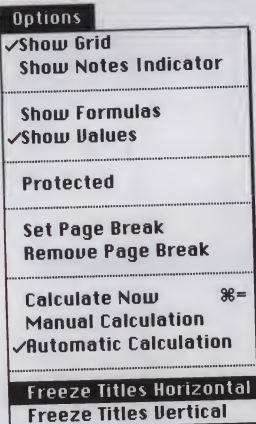 Options
✓Show Grid
Show Notes Indicator
Show Formulas
✓Show Values
Protected
Set Page Break
Remove Page Break
Calculate Now ⌘=
Manual Calculation
✓Automatic Calculation
Freeze Titles Horizontal
Freeze Titles Vertical